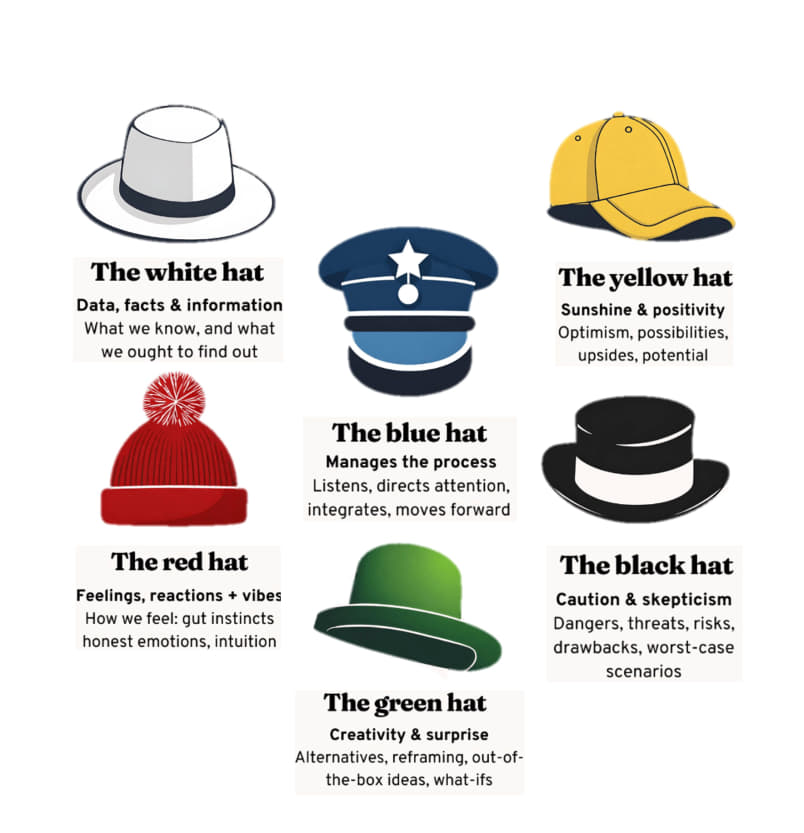 The white hat
Data, facts & information
What we know, and what
we ought to find out
The yellow hat
Sunshine & positivity
Optimism, possibilities,
upsides, potential
The blue hat
Manages the process
Listens, directs attention,
integrates, moves forward
The red hat
Feelings, reactions + vibes
How we feel: gut instincts
honest emotions, intuition
The black hat
Caution & skepticism
Dangers, threats, risks,
drawbacks, worst-case
scenarios
The green hat
Creativity & surprise
Alternatives, reframing, out-of-
the-box ideas, what-ifs